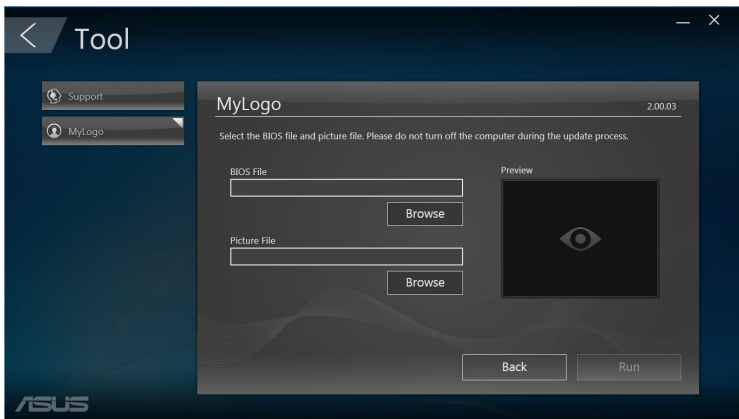 Tool
Support
MyLogo
MyLogo
2.00.03
Select the BIOS file and picture file. Please do not turn off the computer during the update process.
BIOS File
Browse
Picture File
Browse
Preview
Back
Run
ASUS